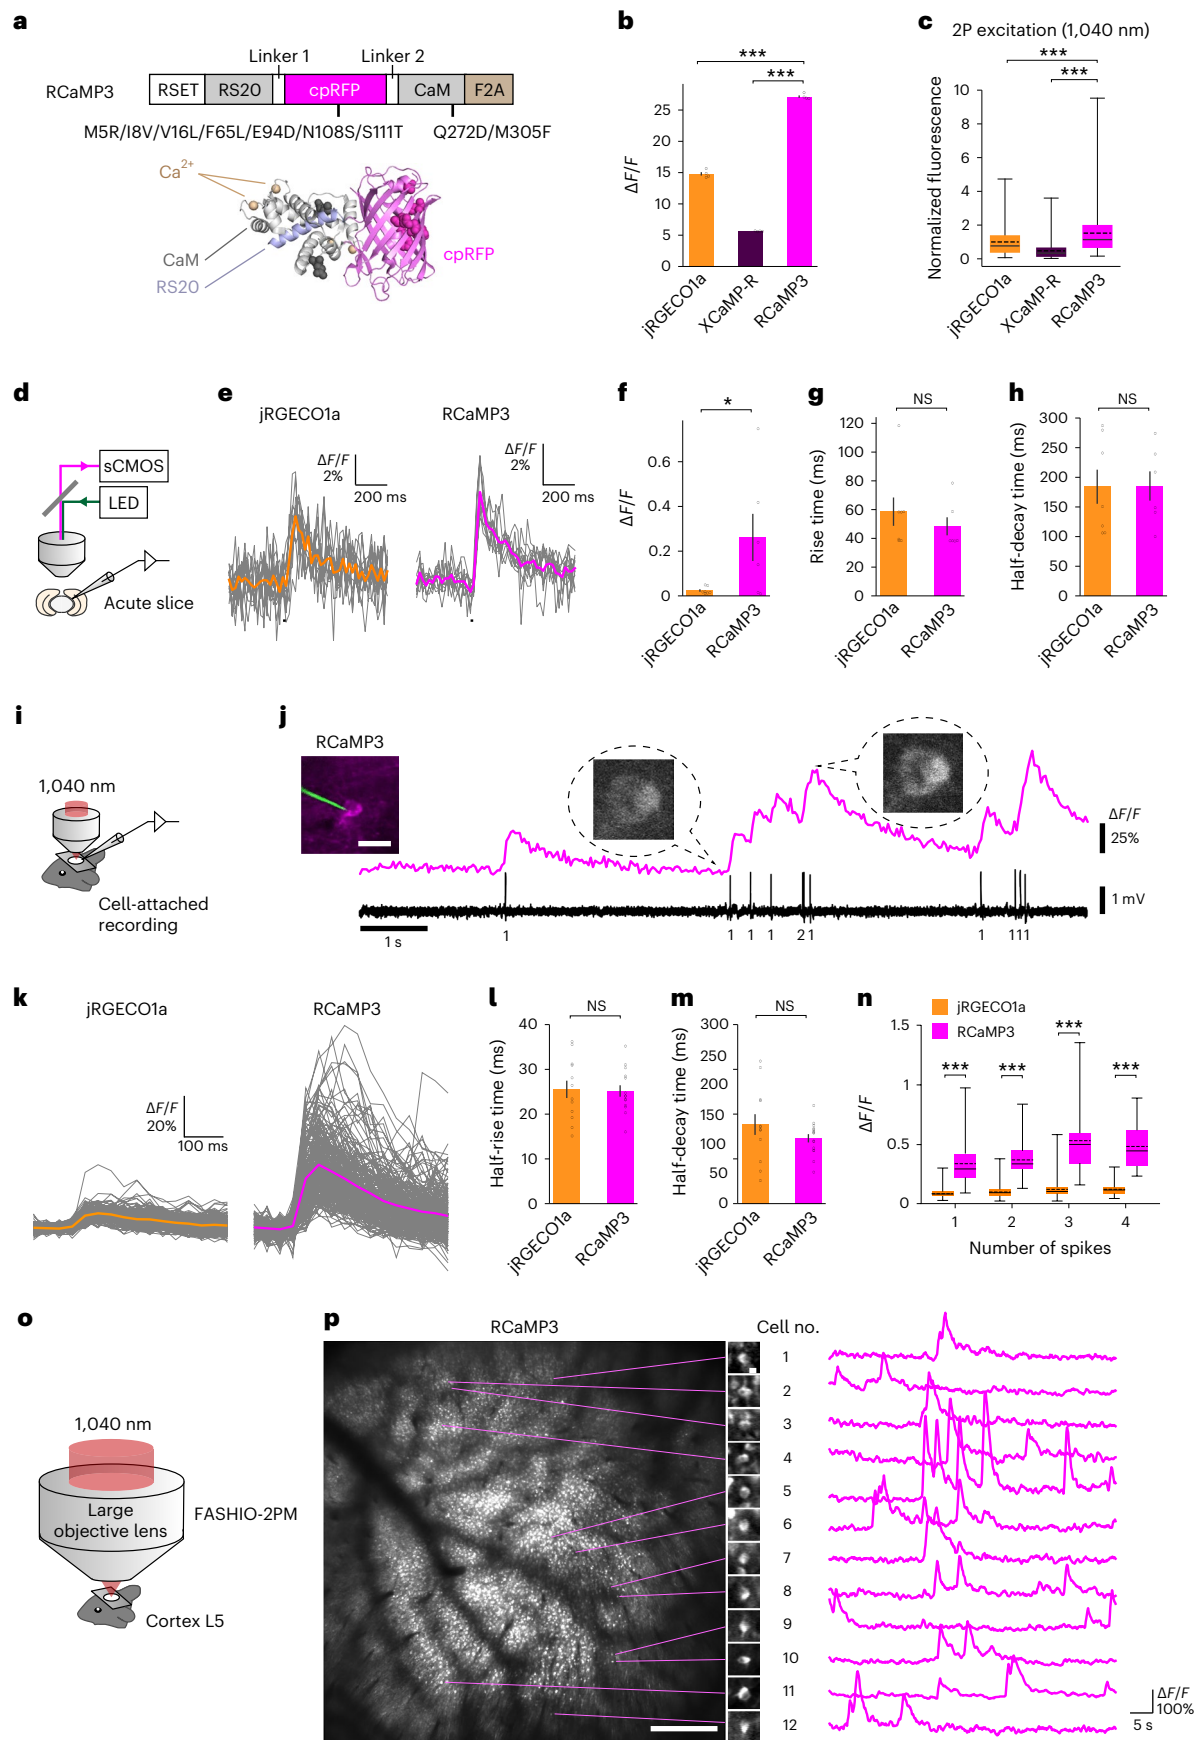 a
Linker 1
Linker 2
RCaMP3
RSET
RS20
cpRFP
CaM
F2A
M5R/I8V/V16L/F65L/E94D/N108S/S111T
Q272D/M305F
Ca2+
CaM
RS20
cpRFP
b
***
***
ΔF/F
25
20
15
10
5
0
jRGECO1a
XCaMP-R
RCaMP3
c
2P excitation (1,040 nm)
***
***
Normalized fluorescence
10
8
6
4
2
0
jRGECO1a
XCaMP-R
RCaMP3
d
sCMOS
LED
Acute slice
e
jRGECO1a
RCaMP3
ΔF/F
2%
200 ms
ΔF/F
2%
200 ms
f
*
ΔF/F
0.6
0.4
0.2
0
jRGECO1a
RCaMP3
g
NS
Rise time (ms)
120
100
80
60
40
20
0
jRGECO1a
RCaMP3
h
NS
Half-decay time (ms)
300
250
200
150
100
50
0
jRGECO1a
RCaMP3
i
1,040 nm
Cell-attached
recording
j
RCaMP3
ΔF/F
25%
1 mV
1 s
1
1 1 1 21
1 111
k
jRGECO1a
RCaMP3
ΔF/F
20%
100 ms
l
NS
Half-rise time (ms)
40
30
20
10
0
jRGECO1a
RCaMP3
m
NS
Half-decay time (ms)
300
250
200
150
100
50
0
jRGECO1a
RCaMP3
n
jRGECO1a
RCaMP3
***
***
***
***
ΔF/F
1.5
1
0.5
0
1 2 3 4
Number of spikes
o
1,040 nm
Large
objective lens
FASHIO-2PM
Cortex L5
p
RCaMP3
Cell no.
1
2
3
4
5
6
7
8
9
10
11
12
ΔF/F
100%
5 s